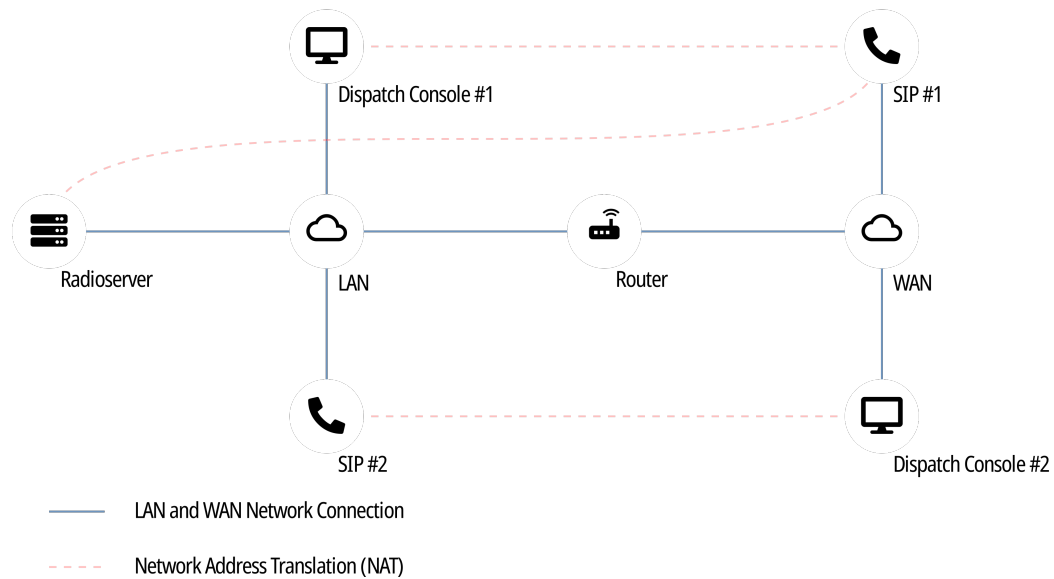 Dispatch Console #1
SIP #1
Radioserver
LAN
Router
WAN
SIP #2
Dispatch Console #2
LAN and WAN Network Connection
Network Address Translation (NAT)